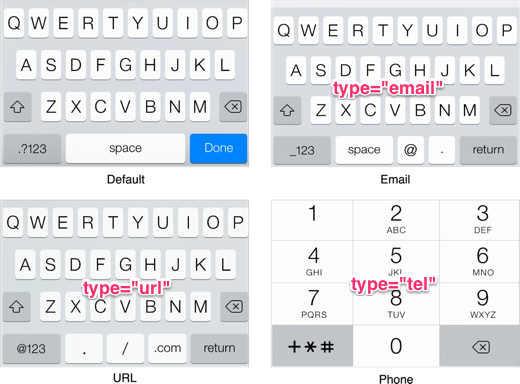 Q W E R T Y U I O P
A S D F G H J K L
Z X C V B N M
.?123 space Done
Default
Q W E R T Y U I O P
A S D F G H J K L
type="email"
Z X C V B N M
_123 space @ . return
Email
Q W E R T Y U I O P
A S D F G H J K L
type="url"
Z X C V B N M
@123 . / .com return
URL
1 2 3
ABC DEF
4 5 6
GHI JKL MNO
type="tel"
7 8 9
PQRS TUV WXYZ
+*# 0
Phone